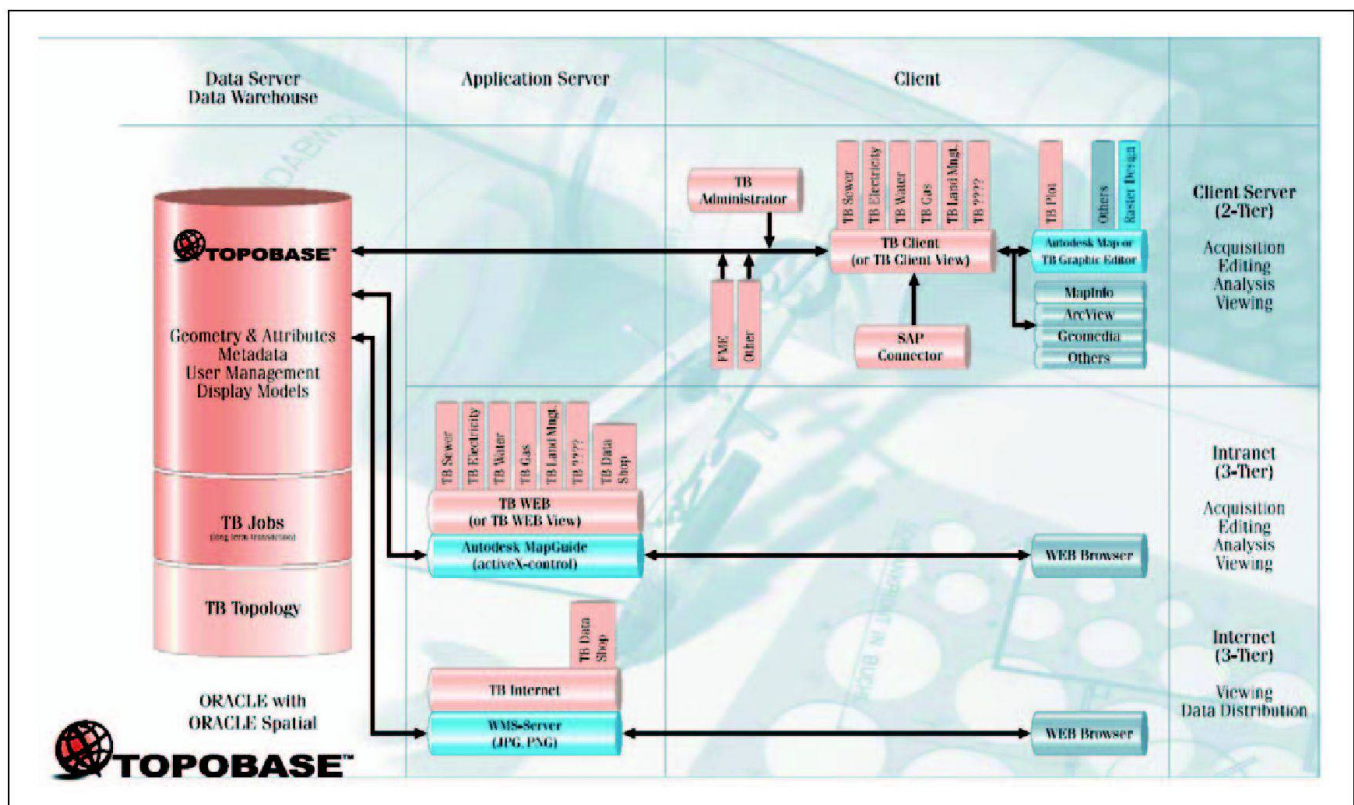 Data Server
Data Warehouse
Application Server
Client
TB
Administrator
TB Sewer
TB Electricity
TB Water
TB Gas
TB Land Mngt.
TB ????
TB Plot
Others
Raster Design
Client Server
(2-Tier)
Acquisition
Editing
Analysis
Viewing
TOPOBASE™
TB Client
(or TB Client View)
Autodesk Map or
TB Graphic Editor
MapInfo
ArcView
Geomedia
Others
FME
Other
SAP
Connector
Geometry & Attributes
Metadata
User Management
Display Models
TB Sewer
TB Electricity
TB Water
TB Gas
TB Land Mngt.
TB ????
TB Data
Shop
TB WEB
(or TB WEB View)
Autodesk MapGuide
(activeX-control)
WEB Browser
Intranet
(3-Tier)
Acquisition
Editing
Analysis
Viewing
TB Jobs
(long term transaction)
TB Topology
TB Data
Shop
TB Internet
WMS-Server
(JPG, PNG)
WEB Browser
Internet
(3-Tier)
Viewing
Data Distribution
ORACLE with
ORACLE Spatial
TOPOBASE™